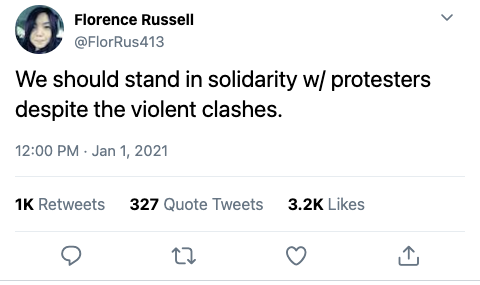 Florence Russell
@FlorRus413
We should stand in solidarity w/ protesters
despite the violent clashes.
12:00 PM · Jan 1, 2021
1K Retweets 327 Quote Tweets 3.2K Likes